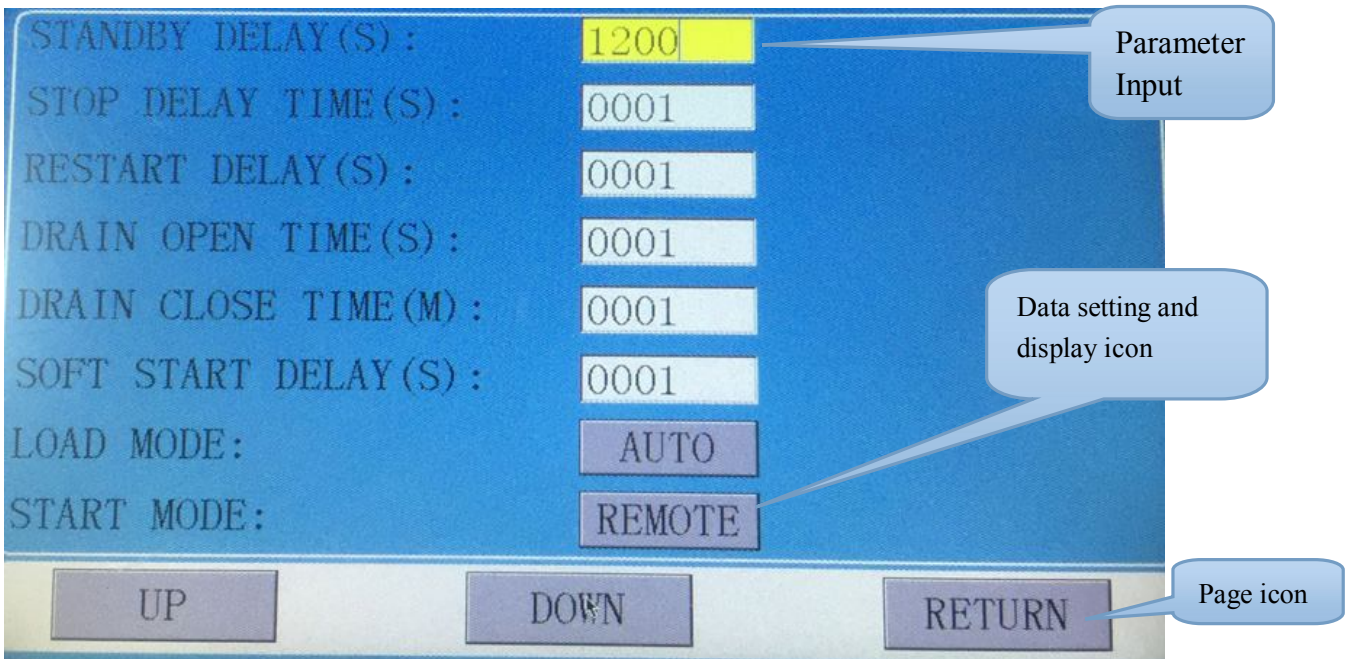 STANDBY DELAY(S): 1200
Parameter
Input
STOP DELAY TIME(S): 0001
RESTART DELAY(S): 0001
DRAIN OPEN TIME(S): 0001
DRAIN CLOSE TIME(M): 0001
Data setting and
display icon
SOFT START DELAY(S): 0001
LOAD MODE: AUTO
START MODE: REMOTE
UP DOWN RETURN
Page icon